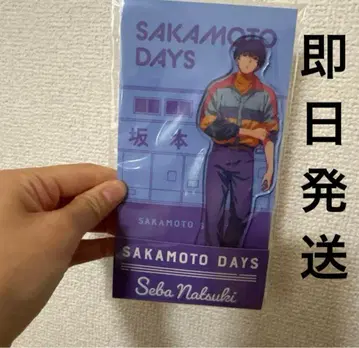 SAKAMOTO
DAYS
坂本
SAKAMOTO
SAKAMOTO DAYS
Seba Natsuki
即日発送